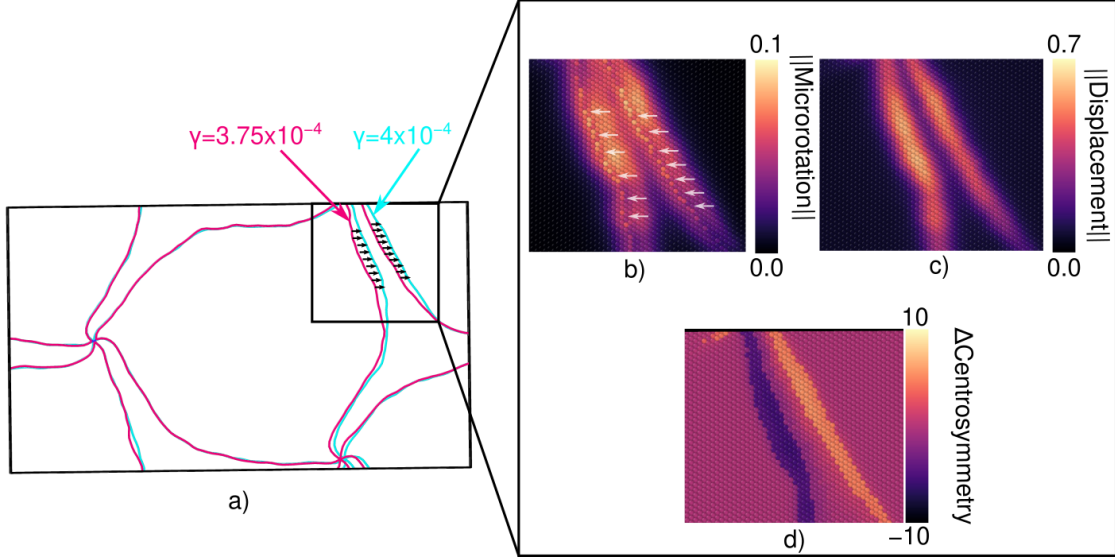 γ=3.75x10⁻⁴
γ=4x10⁻⁴
a)
0.1
||Microrotation||
0.0
b)
0.7
||Displacement||
0.0
c)
10
ΔCentrosymmetry
−10
d)